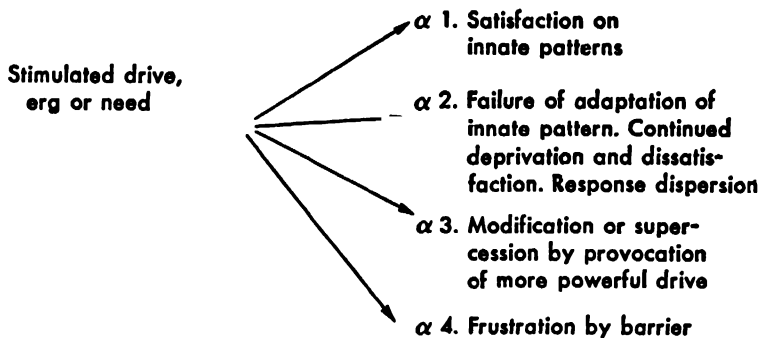 Stimulated drive,
erg or need
α 1. Satisfaction on
innate patterns
α 2. Failure of adaptation of
innate pattern. Continued
deprivation and dissatis-
faction. Response dispersion
α 3. Modification or super-
cession by provocation
of more powerful drive
α 4. Frustration by barrier